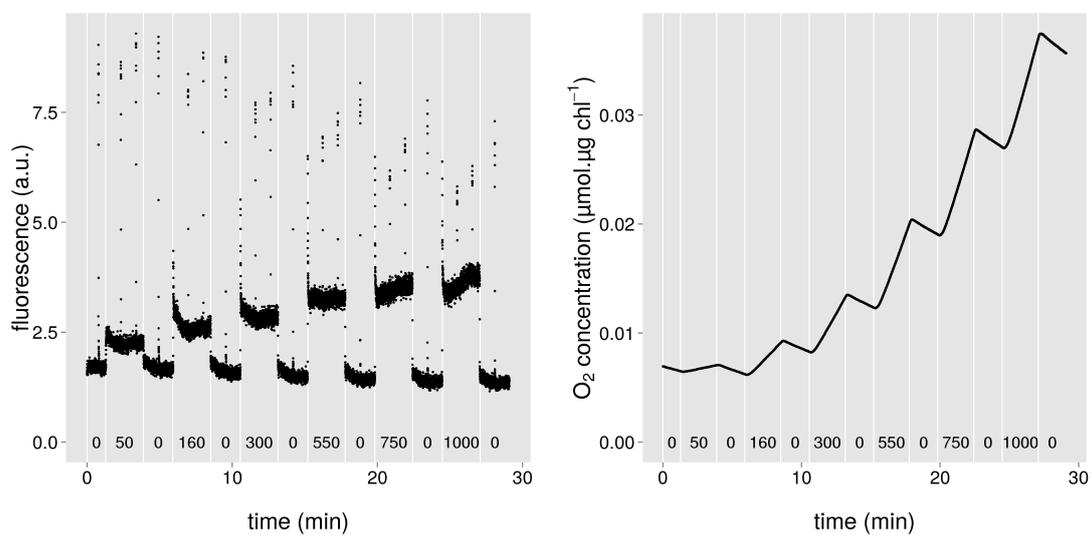 fluorescence (a.u.)
7.5
5.0
2.5
0.0
0 50 0 160 0 300 0 550 0 750 0 1000 0
0 10 20 30
time (min)
O₂ concentration (µmol.µg chl⁻¹)
0.03
0.02
0.01
0.00
0 50 0 160 0 300 0 550 0 750 0 1000 0
0 10 20 30
time (min)